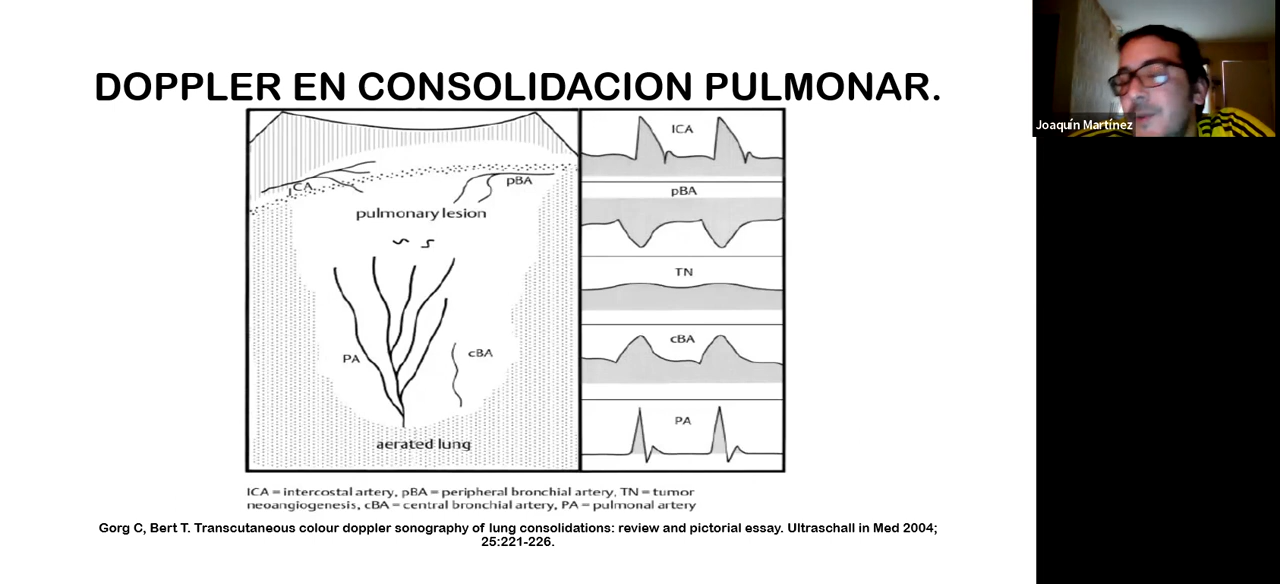 DOPPLER EN CONSOLIDACION PULMONAR.
ICA
pBA
pulmonary lesion
PA
cBA
aerated lung
ICA
pBA
TN
cBA
PA
ICA = intercostal artery, pBA = peripheral bronchial artery, TN = tumor
neoangiogenesis, cBA = central bronchial artery, PA = pulmonal artery
Gorg C, Bert T. Transcutaneous colour doppler sonography of lung consolidations: review and pictorial essay. Ultraschall in Med 2004;
25:221-226.
Joaquín Martínez